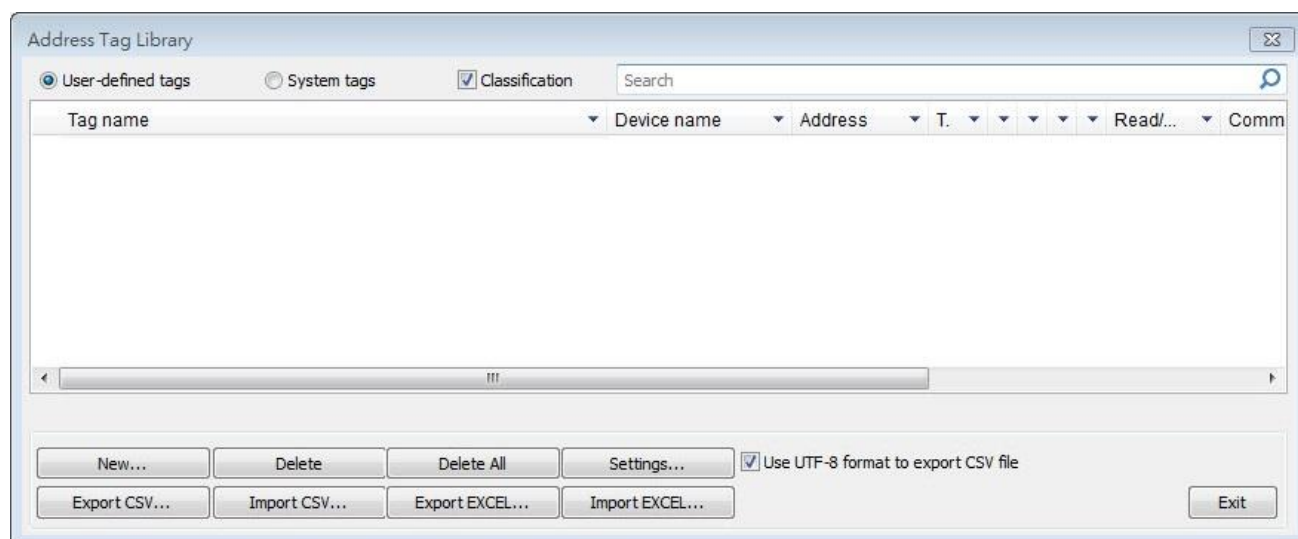 Address Tag Library
User-defined tags System tags Classification Search
Tag name Device name Address T. Read/... Comm
New... Delete Delete All Settings... Use UTF-8 format to export CSV file
Export CSV... Import CSV... Export EXCEL... Import EXCEL... Exit